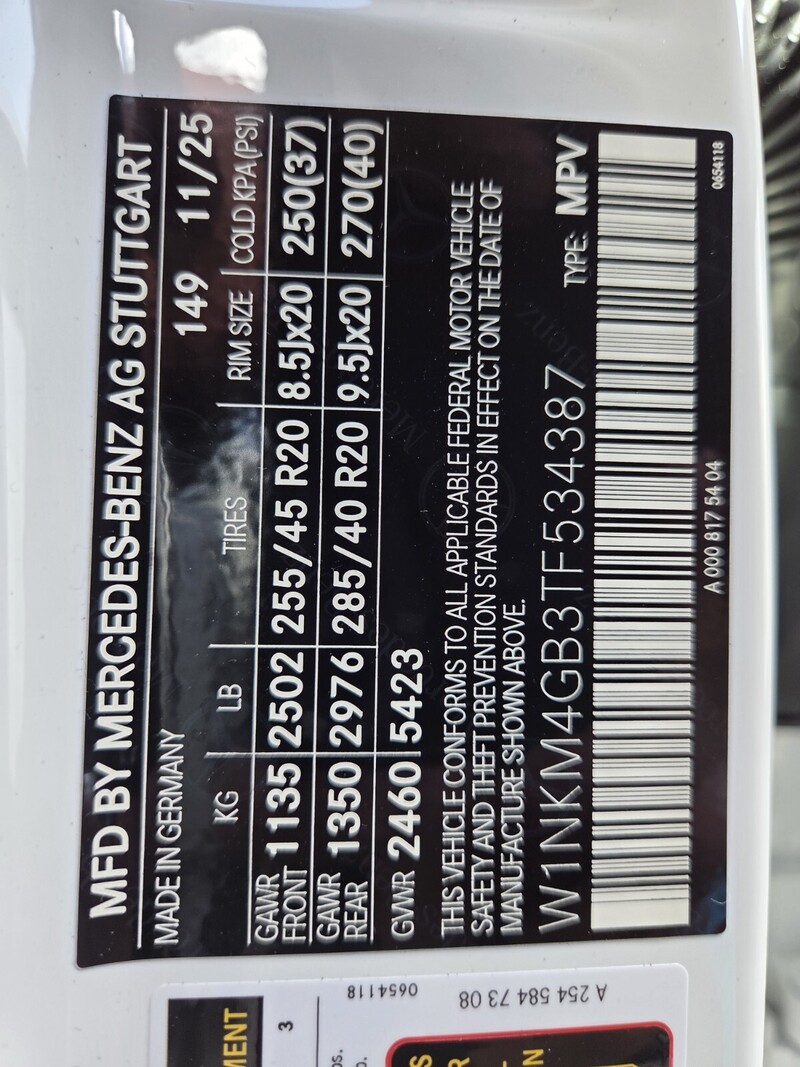 MFD BY MERCEDES-BENZ AG STUTTGART
MADE IN GERMANY 149 11/25
KG LB TIRES RIM SIZE COLD KPA(PSI)
GAWR FRONT 1135 2502 255/45 R20 8.5Jx20 250(37)
GAWR REAR 1350 2976 285/40 R20 9.5Jx20 270(40)
GVWR 2460 5423
THIS VEHICLE CONFORMS TO ALL APPLICABLE FEDERAL MOTOR VEHICLE
SAFETY AND THEFT PREVENTION STANDARDS IN EFFECT ON THE DATE OF
MANUFACTURE SHOWN ABOVE.
W1NKM4GB3TF534387 TYPE: MPV
A 000 817 54 04
0654118
A 254 584 73 08
0654118
MENT
3